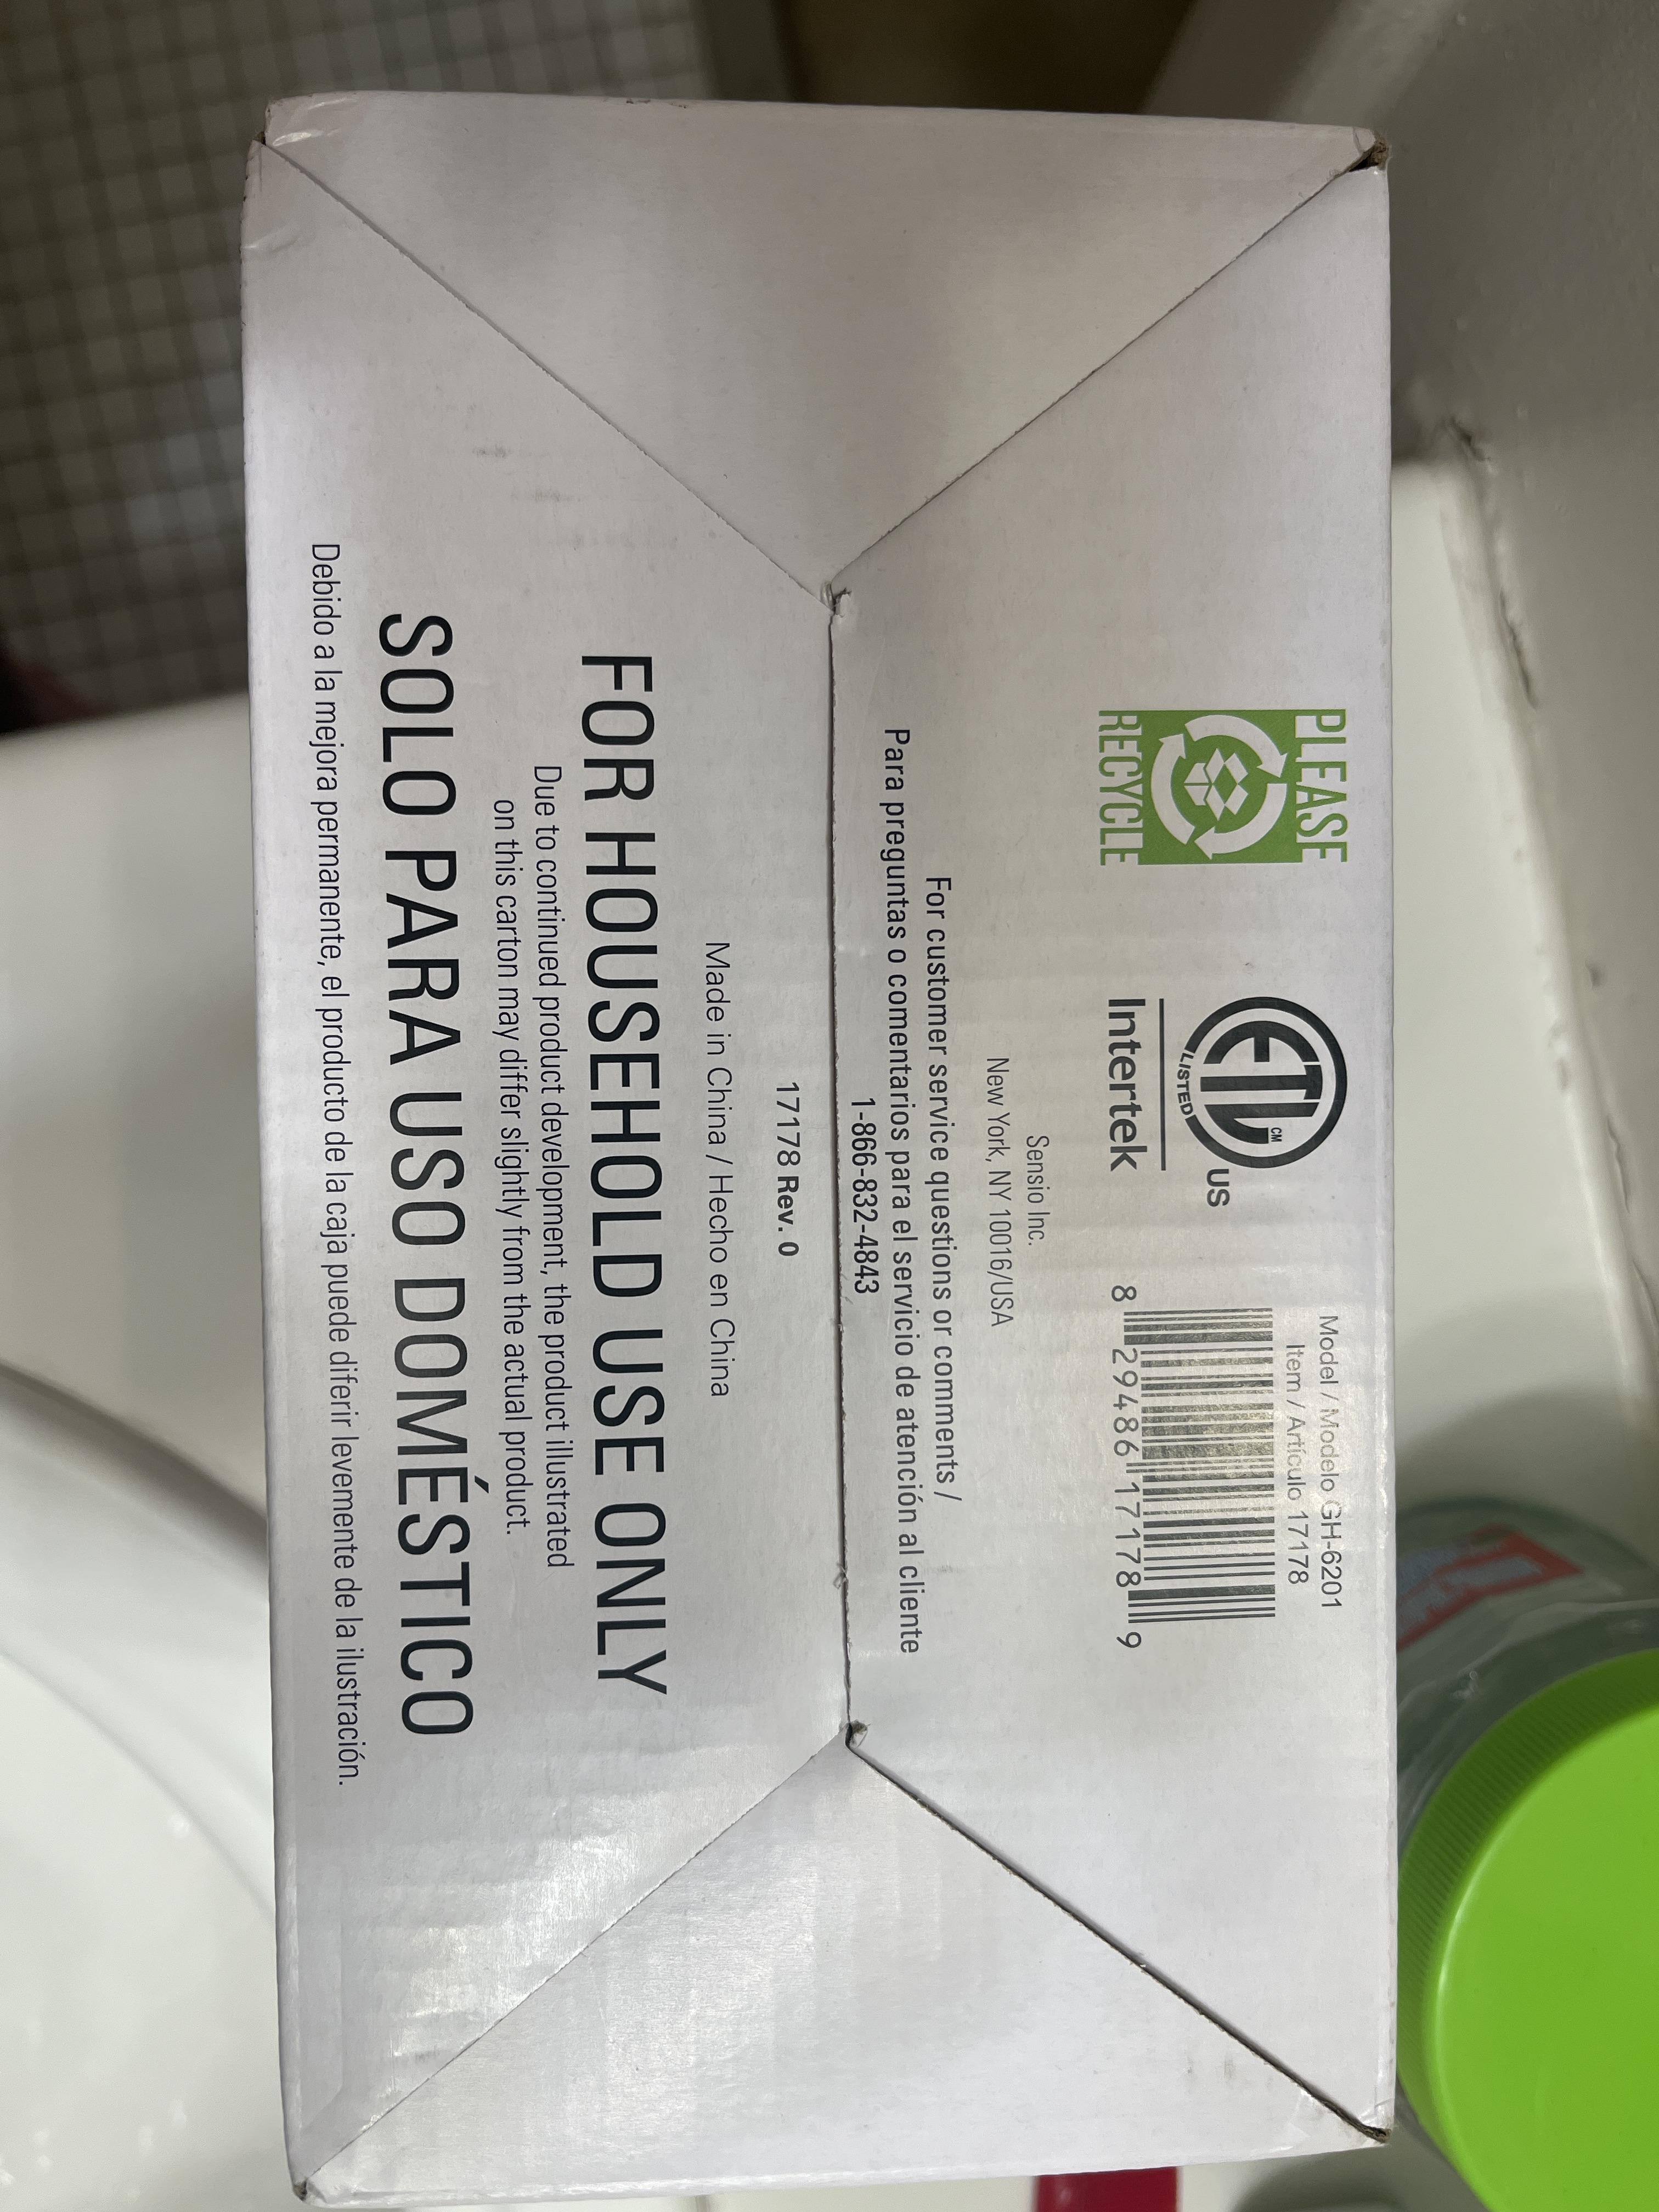 PLEASE
RECYCLE
ETL CM
LISTED
US
Intertek
Model / Modelo GH-6201
Item / Artículo 17178
8 29486 17178 9
Sensio Inc.
New York, NY 10016/USA
For customer service questions or comments /
Para preguntas o comentarios para el servicio de atención al cliente
1-866-832-4843
17178 Rev. 0
Made in China / Hecho en China
FOR HOUSEHOLD USE ONLY
Due to continued product development, the product illustrated
on this carton may differ slightly from the actual product.
SOLO PARA USO DOMÉSTICO
Debido a la mejora permanente, el producto de la caja puede diferir levemente de la ilustración.